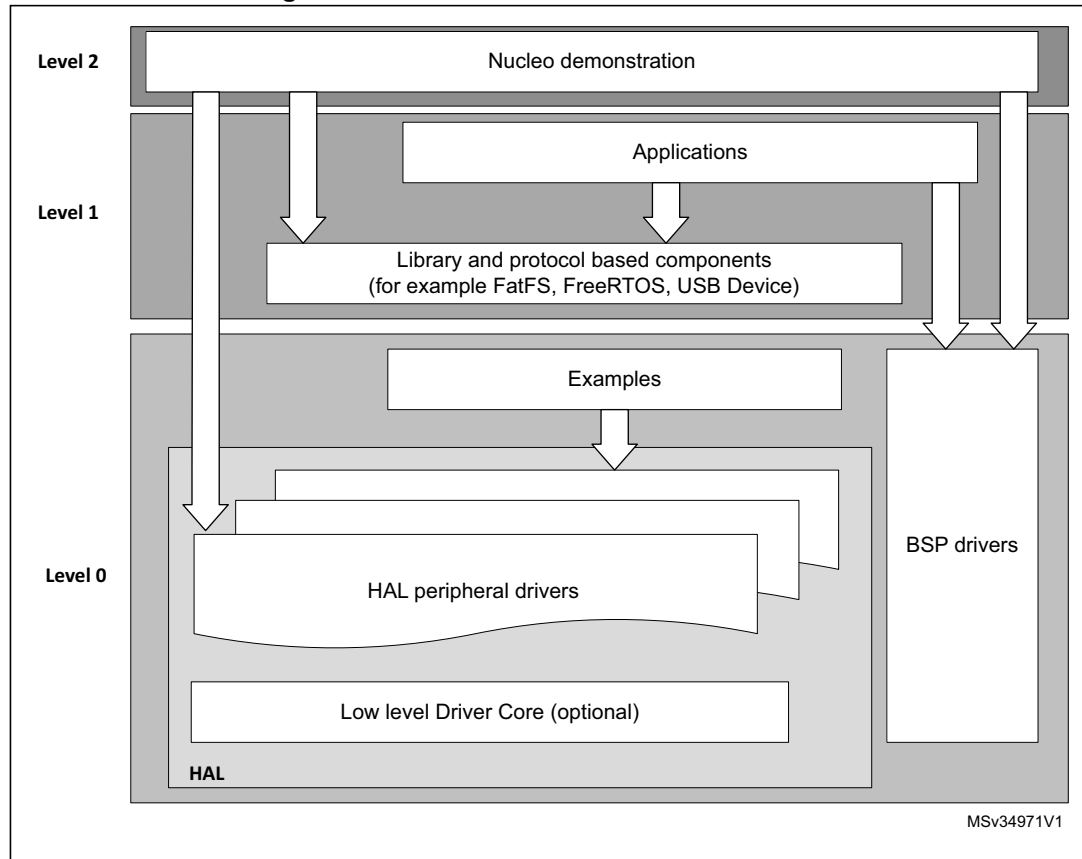 Level 2
Nucleo demonstration
Applications
Level 1
Library and protocol based components
(for example FatFS, FreeRTOS, USB Device)
Examples
BSP drivers
Level 0
HAL peripheral drivers
Low level Driver Core (optional)
HAL
MSv34971V1